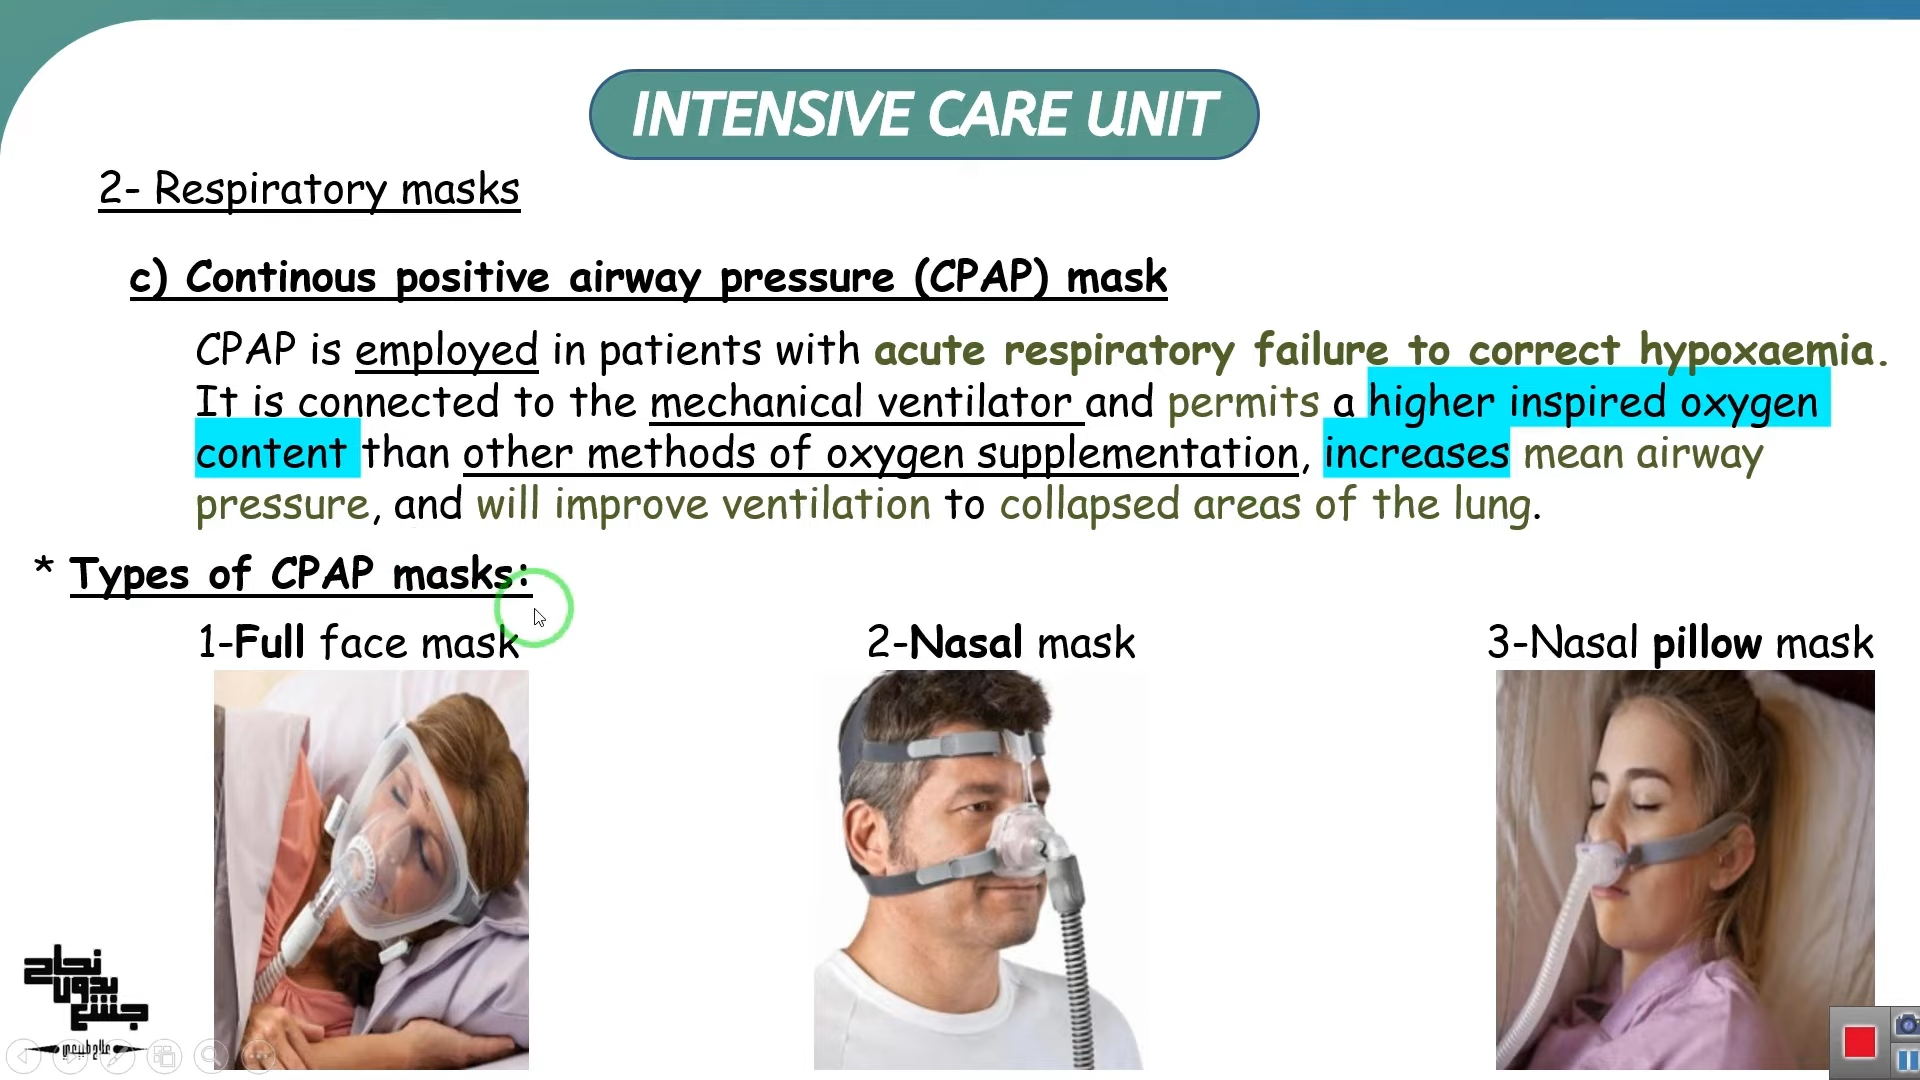 INTENSIVE CARE UNIT
2- Respiratory masks
c) Continous positive airway pressure (CPAP) mask
CPAP is employed in patients with acute respiratory failure to correct hypoxaemia.
It is connected to the mechanical ventilator and permits a higher inspired oxygen
content than other methods of oxygen supplementation, increases mean airway
pressure, and will improve ventilation to collapsed areas of the lung.
* Types of CPAP masks:
1-Full face mask
2-Nasal mask
3-Nasal pillow mask
نجاح
بدون
جشع
علاج طبيعي